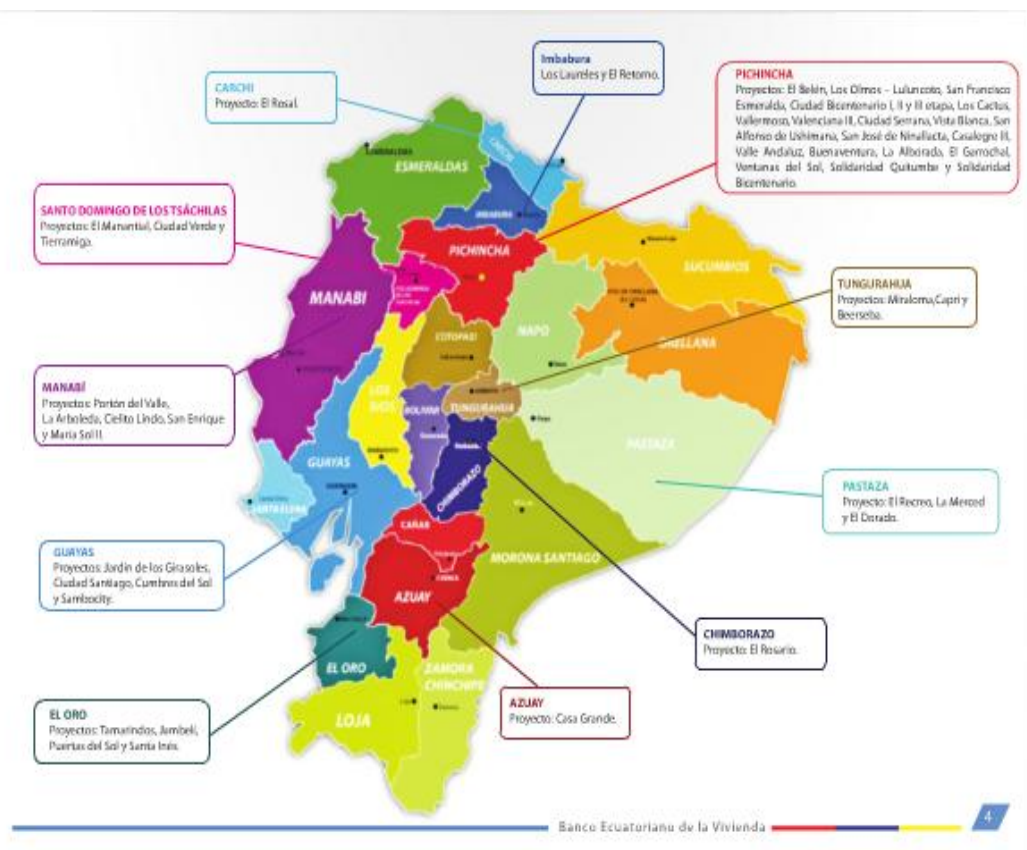 Imbabura
Los Laureles y El Retorno.
CARCHI
Proyecto: El Rosal.
PICHINCHA
Proyectos: El Belén, Los Olmos – Luluncoto, San Francisco
Esmeralda, Ciudad Bicentenario I, II y III etapa, Los Cactus,
Vallermoso, Valenciana III, Ciudad Serrana, Vista Blanca, San
Alfonso de Ushimana, San José de Ninallacta, Casalegre III,
Valle Andaluz, Buenaventura, La Alborada, El Garrochal,
Ventanas del Sol, Solidaridad Quitumbe y Solidaridad
Bicentenario.
SANTO DOMINGO DE LOS TSÁCHILAS
Proyectos: El Manantial, Ciudad Verde y
Tierramiga.
TUNGURAHUA
Proyectos: Miraloma,Capri y
Beerseba.
MANABÍ
Proyectos: Portón del Valle,
La Arboleda, Cielito Lindo, San Enrique
y María Sol II.
PASTAZA
Proyecto: El Recreo, La Merced
y El Dorado.
GUAYAS
Proyectos: Jardín de los Girasoles,
Ciudad Santiago, Cumbres del Sol
y Sambocity.
CHIMBORAZO
Proyecto: El Rosario.
AZUAY
Proyecto: Casa Grande.
EL ORO
Proyectos: Tamarindos, Jambelí,
Puertas del Sol y Santa Inés.
ESMERALDAS
CARCHI
IMBABURA
PICHINCHA
SUCUMBIOS
MANABI
NAPO
ORELLANA
COTOPAXI
LOS
RIOS
BOLIVAR
TUNGURAHUA
PASTAZA
GUAYAS
SANTA ELENA
CHIMBORAZO
CAÑAR
MORONA SANTIAGO
AZUAY
EL ORO
ZAMORA
CHINCHIPE
LOJA
Banco Ecuatoriano de la Vivienda
4